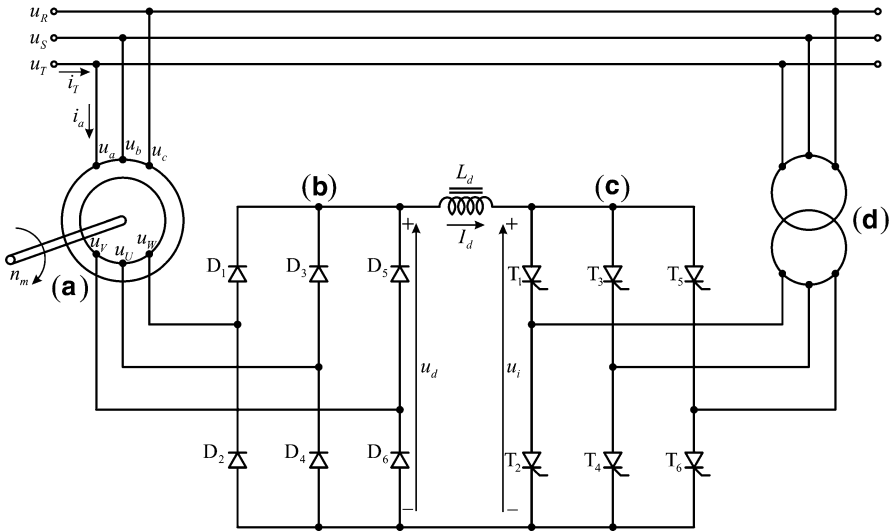 u_R
u_S
u_T
i_T
i_a
u_a u_b u_c
u_V u_U u_W
n_m
(a)
(b)
L_d
I_d
(c)
(d)
D_1 D_3 D_5
+ +
T_1 T_3 T_5
u_d u_i
D_2 D_4 D_6
T_2 T_4 T_6
− −